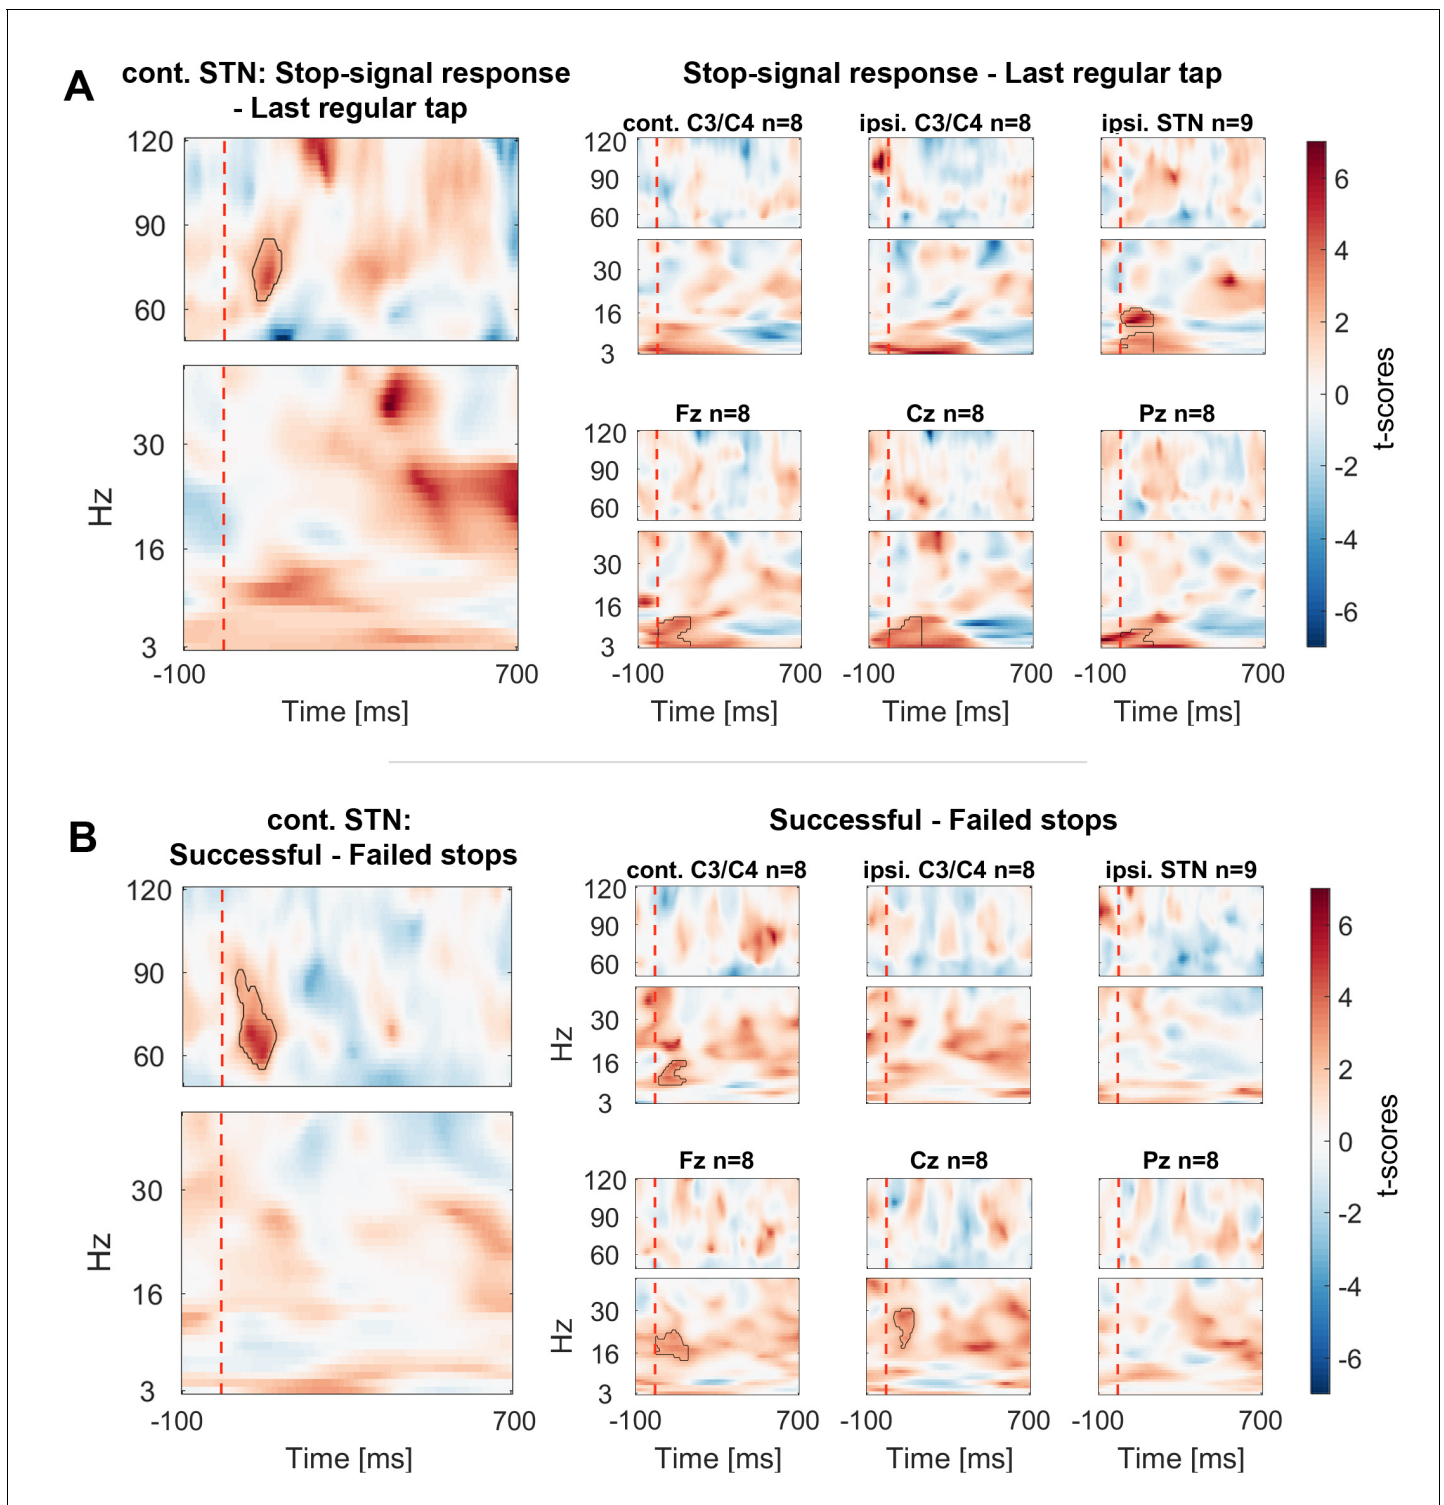 A
cont. STN: Stop-signal response
- Last regular tap
Stop-signal response - Last regular tap
cont. C3/C4 n=8
ipsi. C3/C4 n=8
ipsi. STN n=9
120
90
60
30
16
3
Hz
-100
700
Time [ms]
120
90
60
30
16
3
Fz n=8
Cz n=8
Pz n=8
120
90
60
30
16
3
-100
700
-100
700
-100
700
Time [ms]
Time [ms]
Time [ms]
6
4
2
0
-2
-4
-6
t-scores
B
cont. STN:
Successful - Failed stops
Successful - Failed stops
cont. C3/C4 n=8
ipsi. C3/C4 n=8
ipsi. STN n=9
120
90
60
30
16
3
Hz
-100
700
Time [ms]
120
90
60
30
16
3
Hz
Fz n=8
Cz n=8
Pz n=8
120
90
60
30
16
3
Hz
-100
700
-100
700
-100
700
Time [ms]
Time [ms]
Time [ms]
6
4
2
0
-2
-4
-6
t-scores